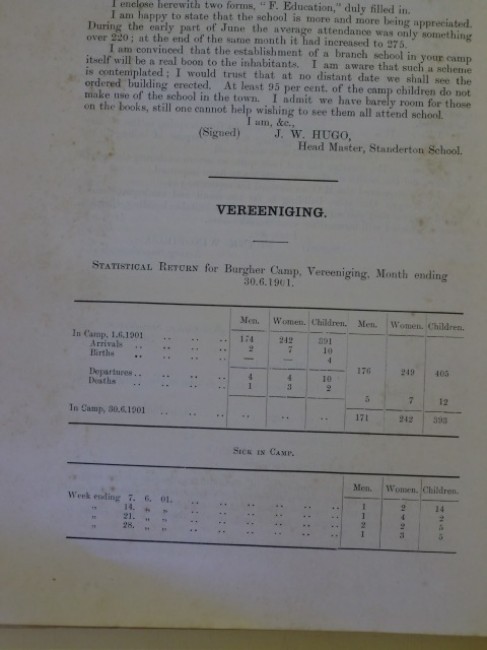 I enclose herewith two forms, "F. Education," duly filled in.
I am happy to state that the school is more and more being appreciated.
During the early part of June the average attendance was only something
over 220; at the end of the same month it had increased to 275.
I am convinced that the establishment of a branch school in your camp
itself will be a real boon to the inhabitants. I am aware that such a scheme
is contemplated; I would trust that at no distant date we shall see the
ordered building erected. At least 95 per cent. of the camp children do not
make use of the school in the town. I admit we have barely room for those
on the books, still one cannot help wishing to see them all attend school.
I am, &c.,
(Signed) J. W. HUGO,
Head Master, Standerton School.
VEREENIGING.
STATISTICAL RETURN for Burgher Camp, Vereeniging, Month ending
30.6.1901.
Men. Women. Children. Men. Women. Children.
In Camp, 1.6.1901 .. .. .. 174 242 391
Arrivals .. .. .. .. 2 7 10
Births .. .. .. .. — — 4
176 249 405
Departures .. .. .. .. 4 4 10
Deaths .. .. .. .. 1 3 2
5 7 12
In Camp, 30.6.1901 .. .. .. .. .. .. 171 242 393
SICK IN CAMP.
Men. Women. Children.
Week ending 7. 6. 01. .. .. .. .. .. .. 1 2 14
" 14. " " .. .. .. .. .. .. 1 4 2
" 21. " " .. .. .. .. .. .. 2 2 5
" 28. " " .. .. .. .. .. .. 1 3 5